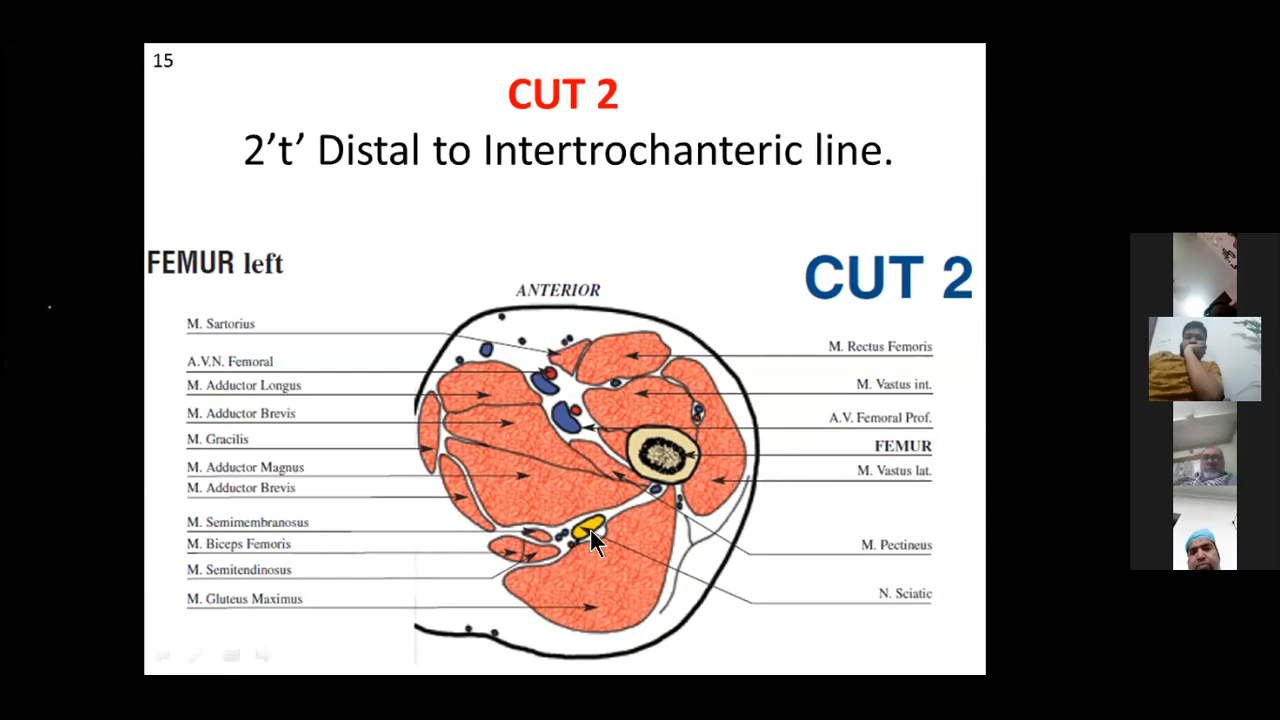 15
CUT 2
2’t’ Distal to Intertrochanteric line.
FEMUR left
CUT 2
ANTERIOR
M. Sartorius
A.V.N. Femoral
M. Adductor Longus
M. Adductor Brevis
M. Gracilis
M. Adductor Magnus
M. Adductor Brevis
M. Semimembranosus
M. Biceps Femoris
M. Semitendinosus
M. Gluteus Maximus
M. Rectus Femoris
M. Vastus int.
A.V. Femoral Prof.
FEMUR
M. Vastus lat.
M. Pectineus
N. Sciatic